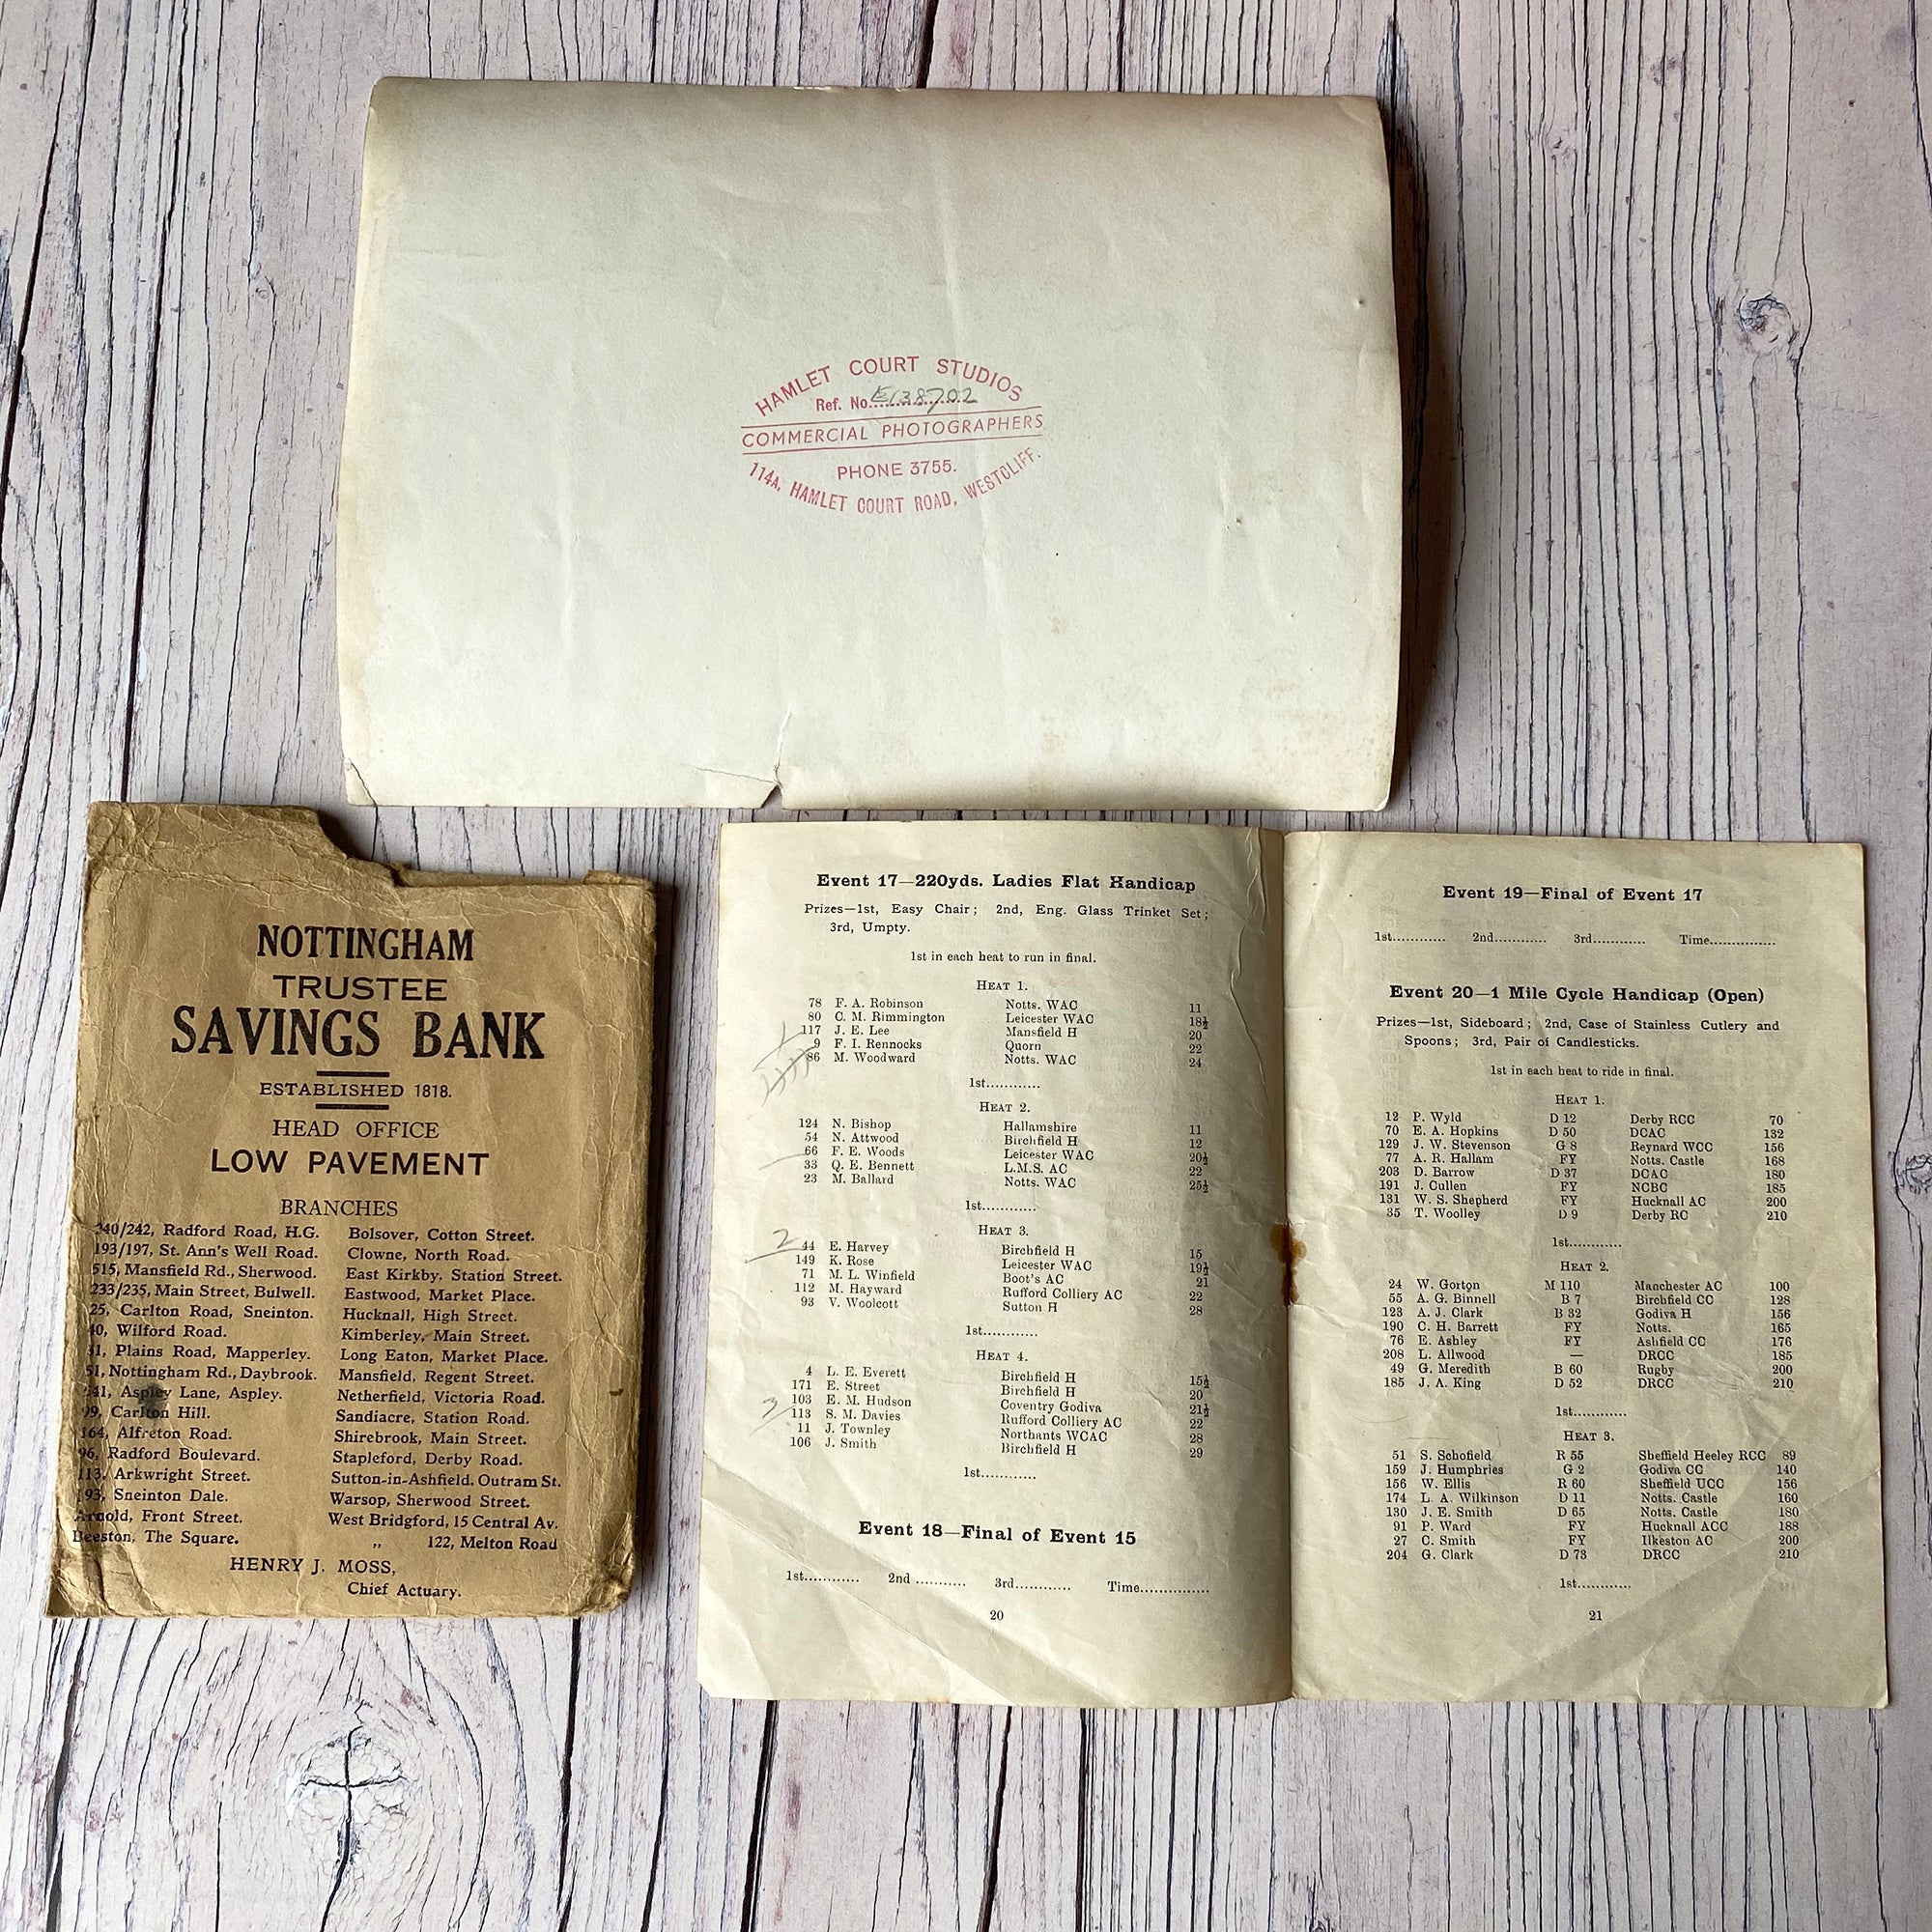 HAMLET COURT STUDIOS
Ref. No. E138702
COMMERCIAL PHOTOGRAPHERS
PHONE 3755.
114A, HAMLET COURT ROAD, WESTCLIFF.
NOTTINGHAM
TRUSTEE
SAVINGS BANK
ESTABLISHED 1818.
HEAD OFFICE
LOW PAVEMENT
BRANCHES
240/242, Radford Road, H.G. Bolsover, Cotton Street.
193/197, St. Ann's Well Road. Clowne, North Road.
515, Mansfield Rd., Sherwood. East Kirkby, Station Street.
233/235, Main Street, Bulwell. Eastwood, Market Place.
25, Carlton Road, Sneinton. Hucknall, High Street.
40, Wilford Road. Kimberley, Main Street.
Plains Road, Mapperley. Long Eaton, Market Place.
51, Nottingham Rd., Daybrook. Mansfield, Regent Street.
241, Aspley Lane, Aspley. Netherfield, Victoria Road.
Carlton Hill. Sandiacre, Station Road.
164, Alfreton Road. Shirebrook, Main Street.
96, Radford Boulevard. Stapleford, Derby Road.
113, Arkwright Street. Sutton-in-Ashfield, Outram St.
193, Sneinton Dale. Warsop, Sherwood Street.
Arnold, Front Street. West Bridgford, 15 Central Av.
Beeston, The Square. „ 122, Melton Road
HENRY J. MOSS,
Chief Actuary.
Event 17—220yds. Ladies Flat Handicap
Prizes—1st, Easy Chair; 2nd, Eng. Glass Trinket Set;
3rd, Umpty.
1st in each heat to run in final.
HEAT 1.
78 F. A. Robinson Notts. WAC 11
80 C. M. Rimmington Leicester WAC 18½
1 117 J. E. Lee Mansfield H 20
9 F. I. Rennocks Quorn 22
86 M. Woodward Notts. WAC 24
1st............
HEAT 2.
124 N. Bishop Hallamshire 11
54 N. Attwood Birchfield H 12
66 F. E. Woods Leicester WAC 20½
33 Q. E. Bennett L.M.S. AC 22
23 M. Ballard Notts. WAC 25½
1st............
HEAT 3.
2 44 E. Harvey Birchfield H 15
149 K. Rose Leicester WAC 19½
71 M. L. Winfield Boot's AC 21
112 M. Hayward Rufford Colliery AC 22
93 V. Woolcott Sutton H 28
1st............
HEAT 4.
4 L. E. Everett Birchfield H 15½
171 E. Street Birchfield H 20
103 E. M. Hudson Coventry Godiva 21½
3 113 S. M. Davies Rufford Colliery AC 22
11 J. Townley Northants WCAC 28
106 J. Smith Birchfield H 29
1st............
Event 18—Final of Event 15
1st............ 2nd ........... 3rd............ Time...............
20
Event 19—Final of Event 17
1st............ 2nd............ 3rd............ Time...............
Event 20—1 Mile Cycle Handicap (Open)
Prizes—1st, Sideboard; 2nd, Case of Stainless Cutlery and
Spoons; 3rd, Pair of Candlesticks.
1st in each heat to ride in final.
HEAT 1.
12 P. Wyld D 12 Derby RCC 70
70 E. A. Hopkins D 50 DCAC 132
129 J. W. Stevenson G 8 Reynard WCC 156
77 A. R. Hallam FY Notts. Castle 168
203 D. Barrow D 37 DCAC 180
191 J. Cullen FY NCBC 185
131 W. S. Shepherd FY Hucknall AC 200
35 T. Woolley D 9 Derby RC 210
1st............
HEAT 2.
24 W. Gorton M 110 Manchester AC 100
55 A. G. Binnell B 7 Birchfield CC 128
123 A. J. Clark B 32 Godiva H 156
190 C. H. Barrett FY Notts. 165
76 E. Ashley FY Ashfield CC 176
208 L. Allwood — DRCC 185
49 G. Meredith B 60 Rugby 200
185 J. A. King D 52 DRCC 210
1st............
HEAT 3.
51 S. Schofield R 55 Sheffield Heeley RCC 89
159 J. Humphries G 2 Godiva CC 140
156 W. Ellis R 60 Sheffield UCC 156
174 L. A. Wilkinson D 11 Notts. Castle 160
130 J. E. Smith D 65 Notts. Castle 180
91 P. Ward FY Hucknall ACC 188
27 C. Smith FY Ilkeston AC 200
204 G. Clark D 73 DRCC 210
1st............
21